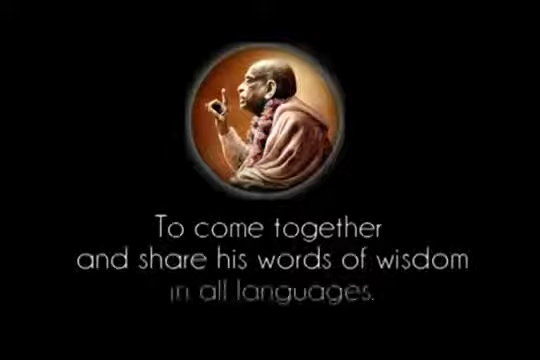 To come together
and share his words of wisdom
in all languages.